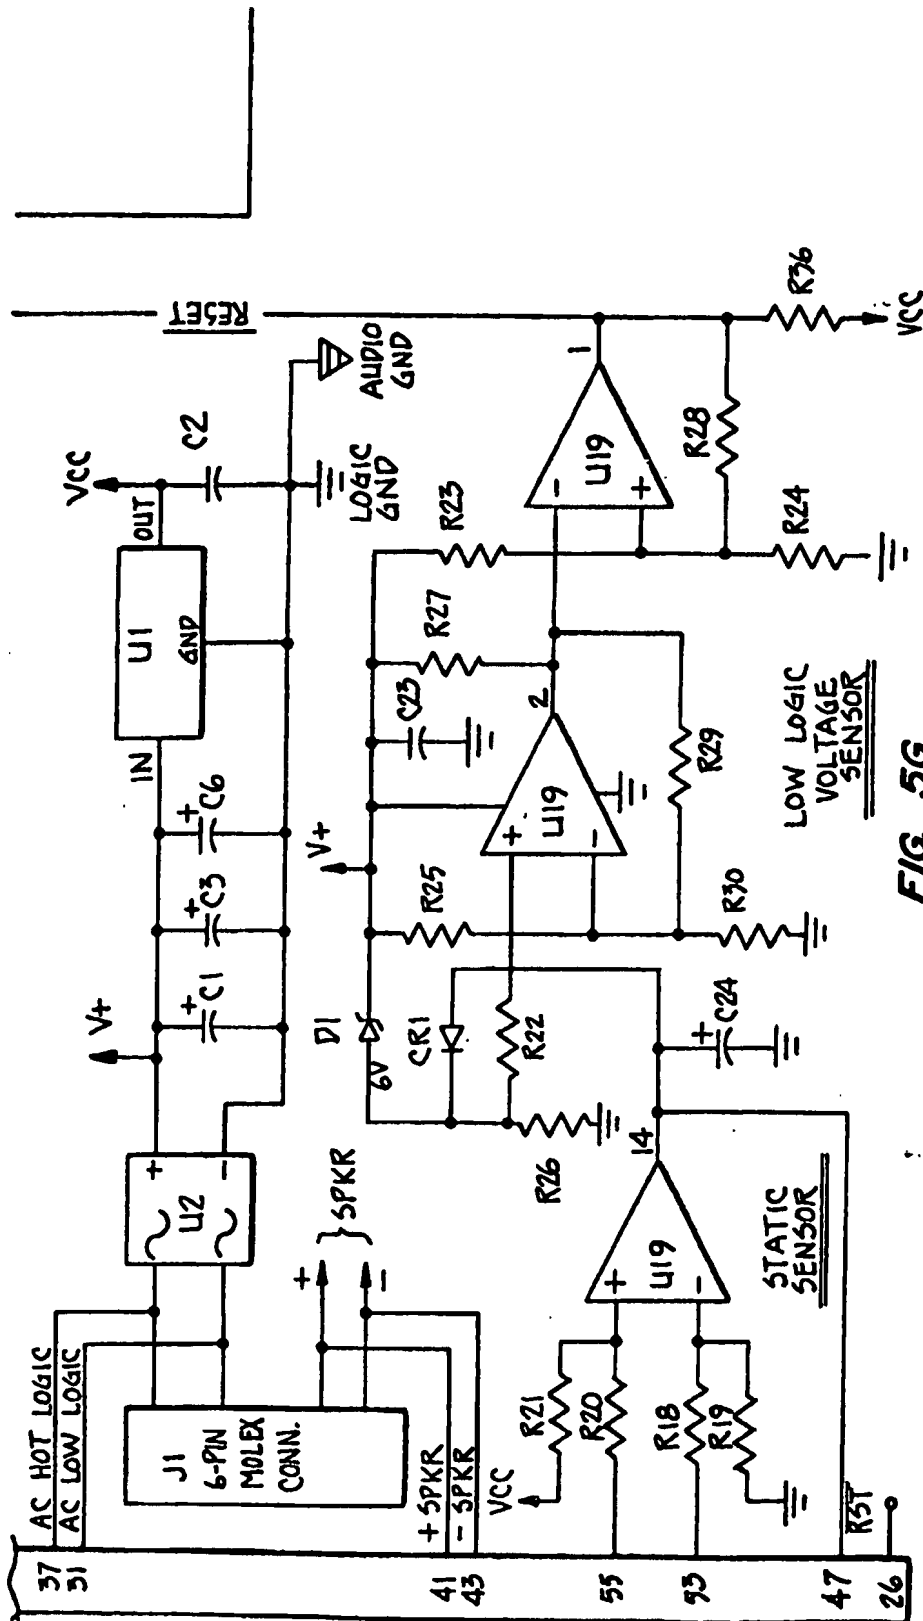 37
AC HOT LOGIC
31
AC LOW LOGIC
J1
6-PIN
MOLEX
CONN.
U2
+
-
V+
+
C1
+
C3
+
C6
IN
U1
GND
OUT
VCC
C2
LOGIC
GND
AUDIO
GND
RESET
+
-
}SPKR
41
+ SPKR
43
- SPKR
D1
6V
CR1
R22
R26
V+
R25
R30
C23
R27
R23
+
-
U19
2
R29
-
+
U19
1
R28
R24
R36
VCC
LOW LOGIC
VOLTAGE
SENSOR
VCC
R21
R20
R18
R19
55
53
+
-
U19
14
+
C24
STATIC
SENSOR
47
RST
26
FIG. 5G